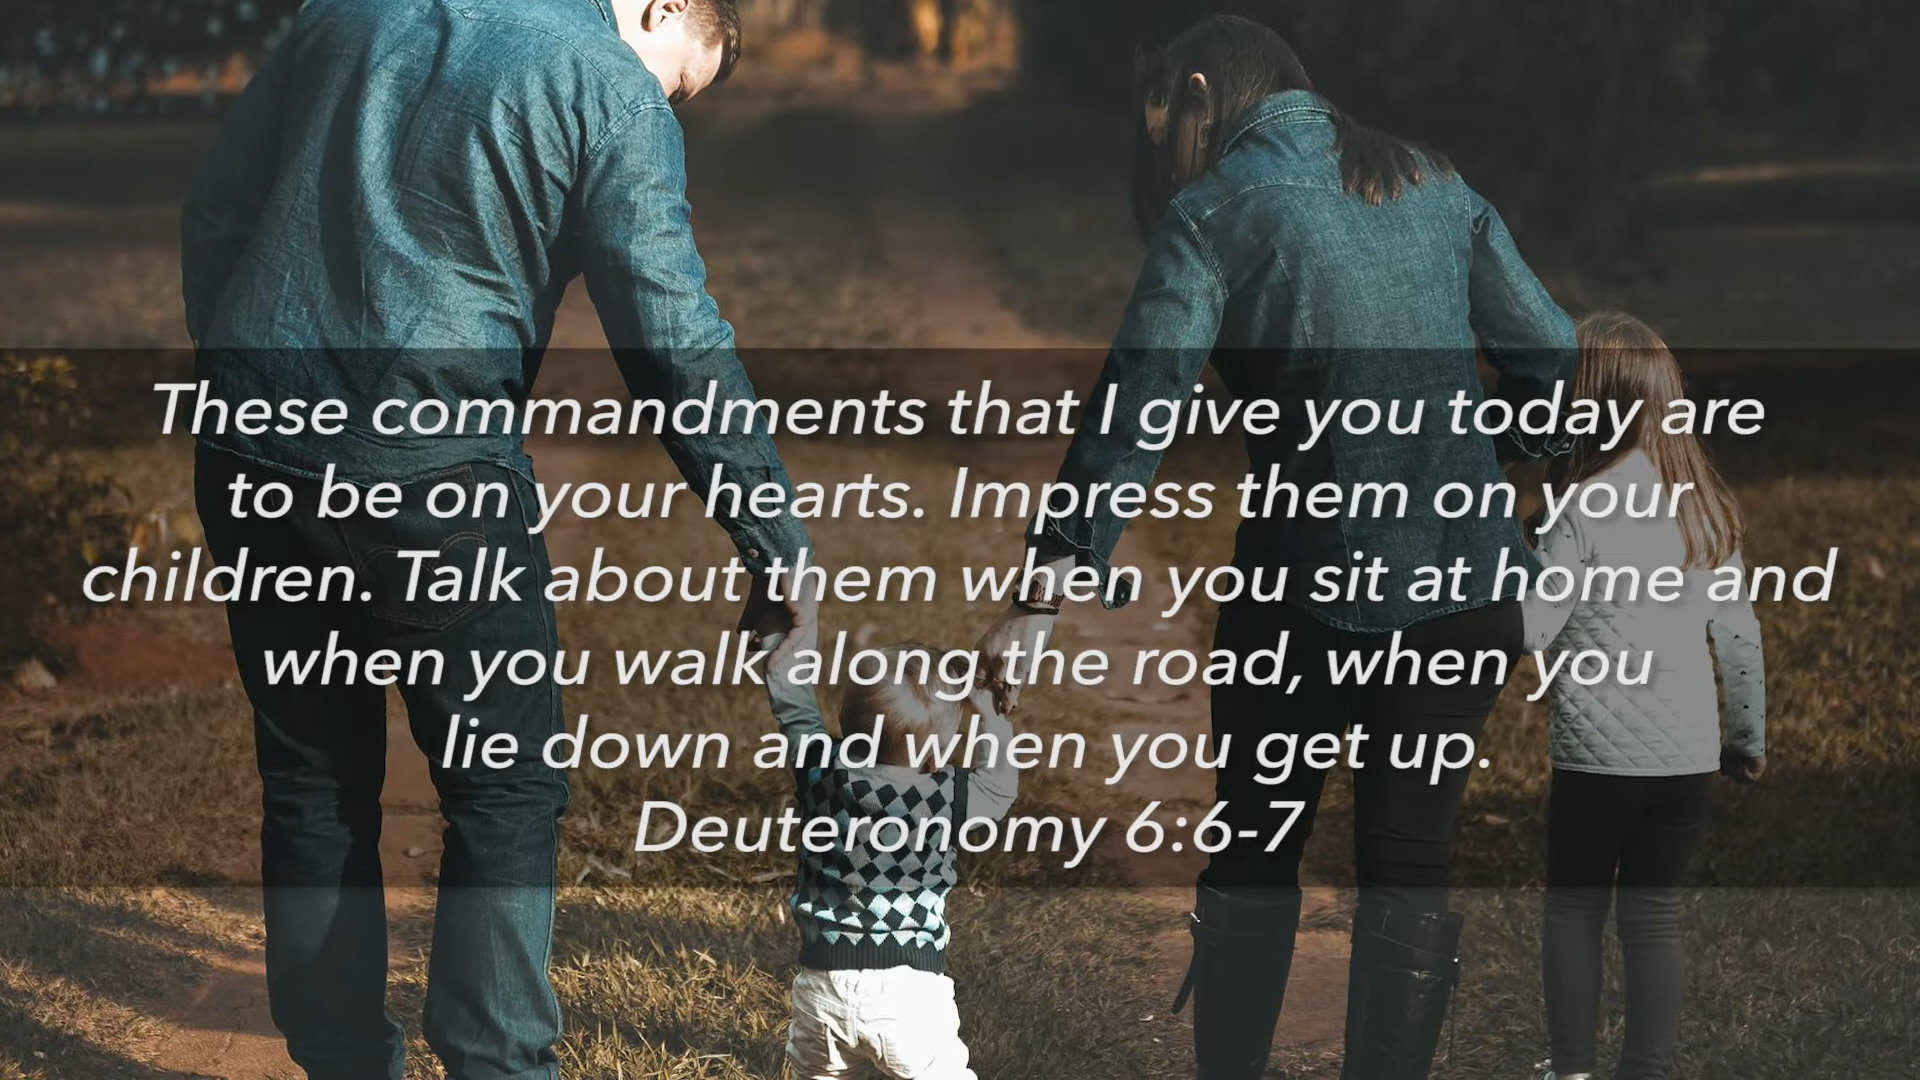 These commandments that I give you today are
to be on your hearts. Impress them on your
children. Talk about them when you sit at home and
when you walk along the road, when you
lie down and when you get up.
Deuteronomy 6:6-7